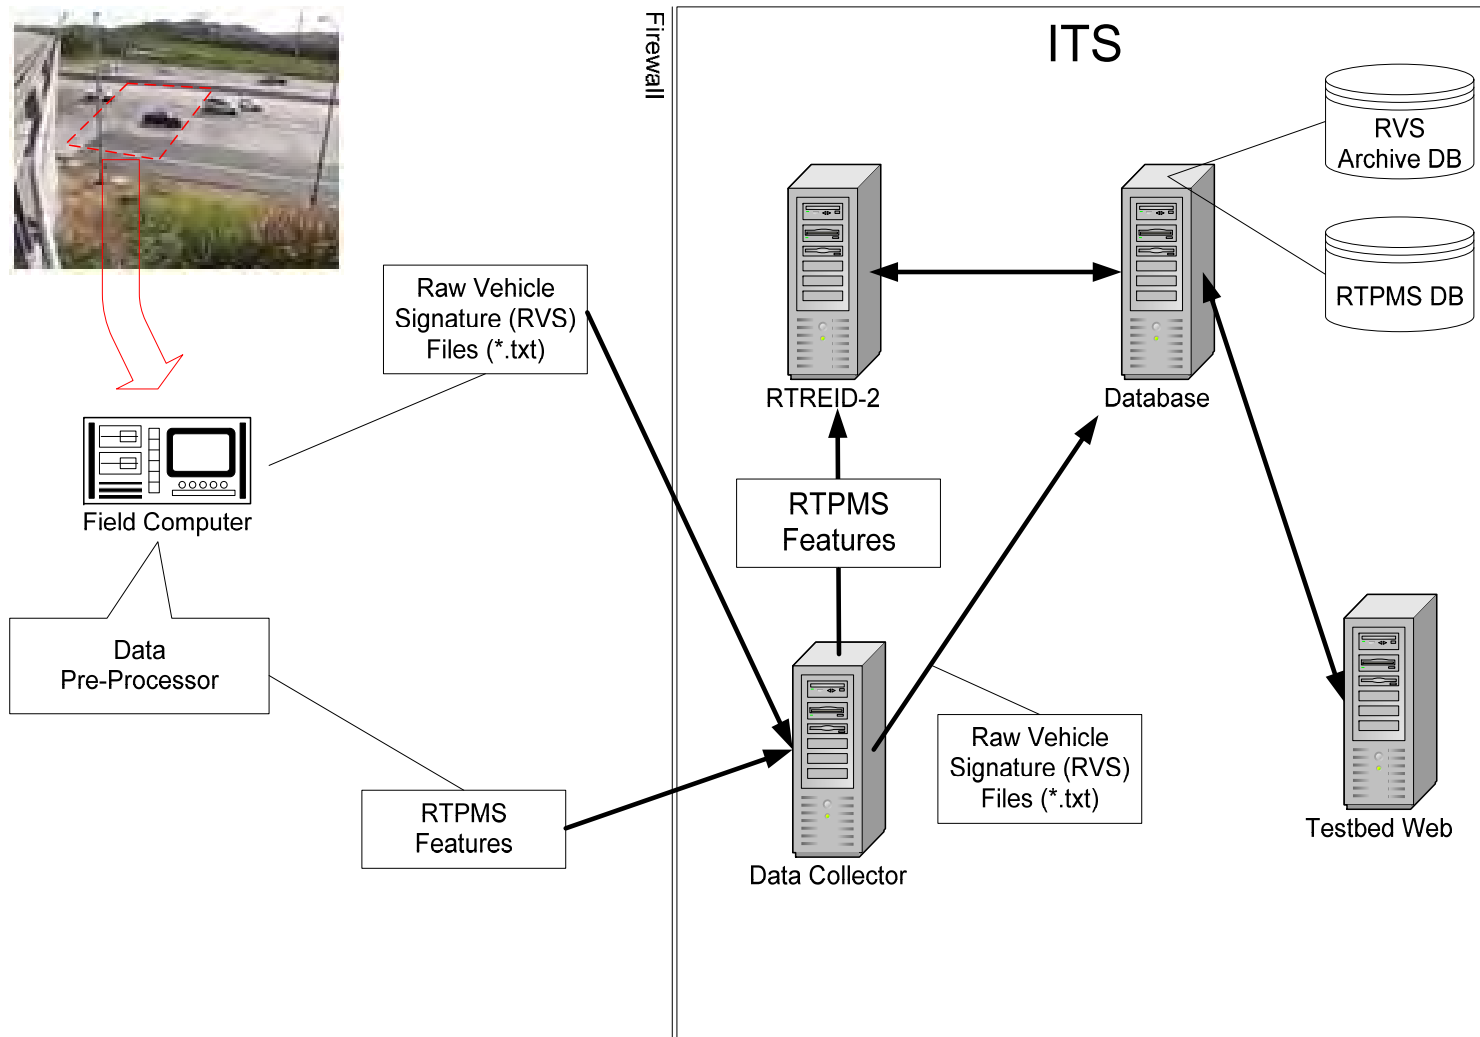 Firewall
ITS
RVS
Archive DB
RTPMS DB
Raw Vehicle
Signature (RVS)
Files (*.txt)
RTREID-2
Database
Field Computer
RTPMS
Features
Data
Pre-Processor
Raw Vehicle
Signature (RVS)
Files (*.txt)
RTPMS
Features
Testbed Web
Data Collector